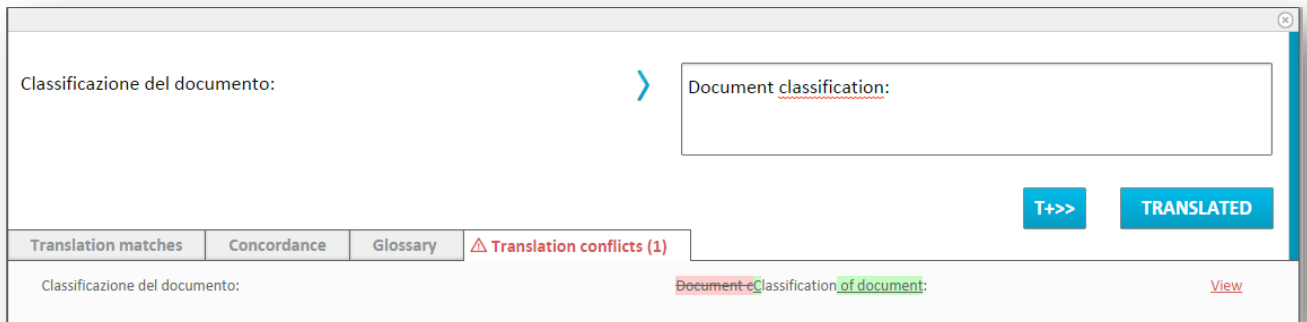 Classificazione del documento:
Document classification:
T+>>
TRANSLATED
Translation matches
Concordance
Glossary
Translation conflicts (1)
Classificazione del documento:
Document cClassification of document:
View